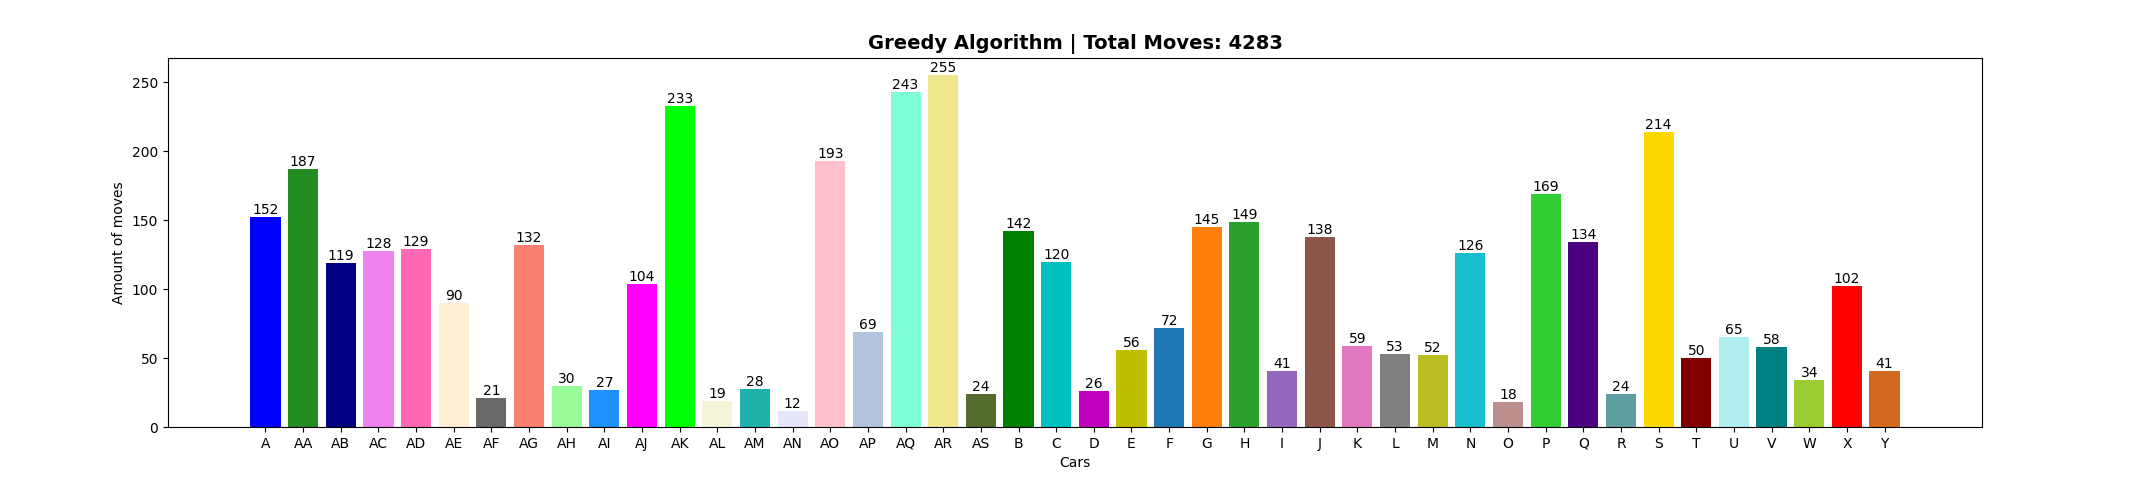 Greedy Algorithm | Total Moves: 4283
Amount of moves
250
200
150
100
50
0
152 187 119 128 129 90 21 132 30 27 104 233 19 28 12 193 69 243 255 24 142 120 26 56 72 145 149 41 138 59 53 52 126 18 169 134 24 214 50 65 58 34 102 41
A AA AB AC AD AE AF AG AH AI AJ AK AL AM AN AO AP AQ AR AS B C D E F G H I J K L M N O P Q R S T U V W X Y
Cars